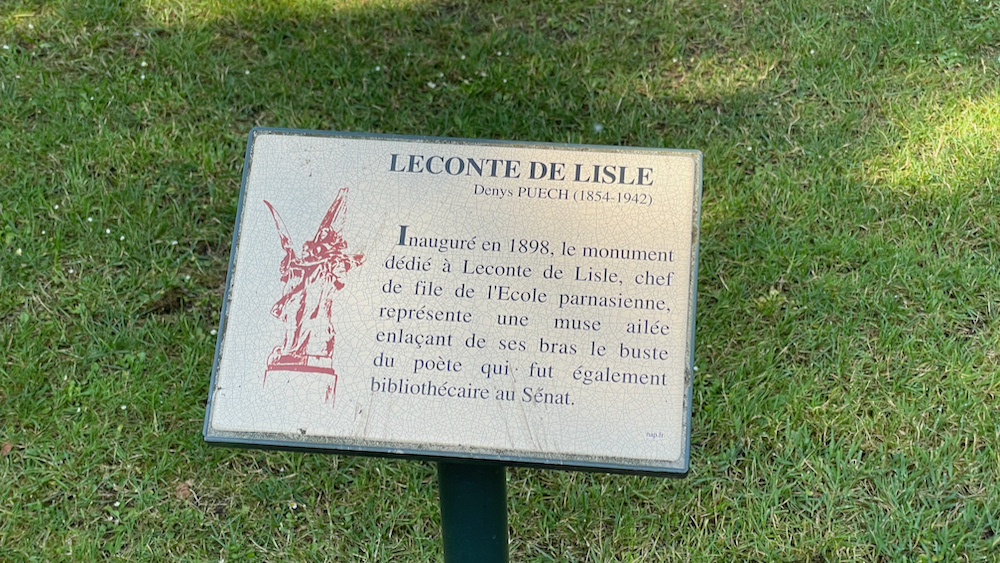 LECONTE DE LISLE
Denys PUECH (1854-1942)
Inauguré en 1898, le monument
dédié à Leconte de Lisle, chef
de file de l'Ecole parnasienne,
représente une muse ailée
enlaçant de ses bras le buste
du poète qui fut également
bibliothécaire au Sénat.
nap.fr